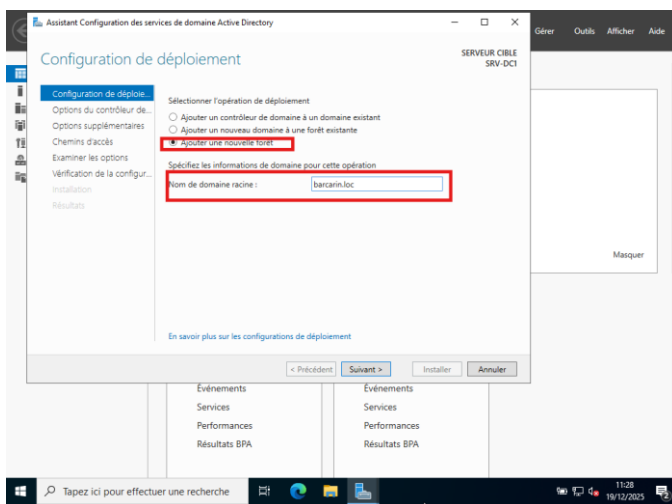 Assistant Configuration des services de domaine Active Directory
Gérer Outils Afficher Aide
Configuration de déploiement
SERVEUR CIBLE
SRV-DC1
Configuration de déploie...
Options du contrôleur de...
Options supplémentaires
Chemins d'accès
Examiner les options
Vérification de la configur...
Installation
Résultats
Sélectionner l'opération de déploiement
Ajouter un contrôleur de domaine à un domaine existant
Ajouter un nouveau domaine à une forêt existante
Ajouter une nouvelle forêt
Spécifiez les informations de domaine pour cette opération
Nom de domaine racine :
barcarin.loc
Masquer
En savoir plus sur les configurations de déploiement
< Précédent
Suivant >
Installer
Annuler
Événements
Services
Performances
Résultats BPA
Événements
Services
Performances
Résultats BPA
Tapez ici pour effectuer une recherche
11:28
19/12/2025